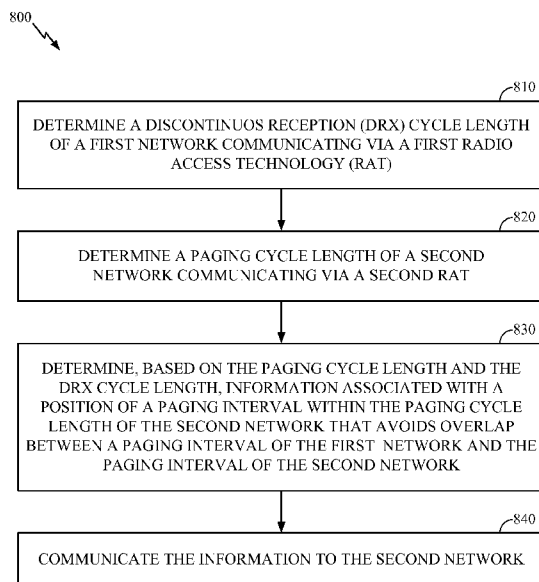 800
810
DETERMINE A DISCONTINUOS RECEPTION (DRX) CYCLE LENGTH
OF A FIRST NETWORK COMMUNICATING VIA A FIRST RADIO
ACCESS TECHNOLOGY (RAT)
820
DETERMINE A PAGING CYCLE LENGTH OF A SECOND
NETWORK COMMUNICATING VIA A SECOND RAT
830
DETERMINE, BASED ON THE PAGING CYCLE LENGTH AND THE
DRX CYCLE LENGTH, INFORMATION ASSOCIATED WITH A
POSITION OF A PAGING INTERVAL WITHIN THE PAGING CYCLE
LENGTH OF THE SECOND NETWORK THAT AVOIDS OVERLAP
BETWEEN A PAGING INTERVAL OF THE FIRST NETWORK AND THE
PAGING INTERVAL OF THE SECOND NETWORK
840
COMMUNICATE THE INFORMATION TO THE SECOND NETWORK